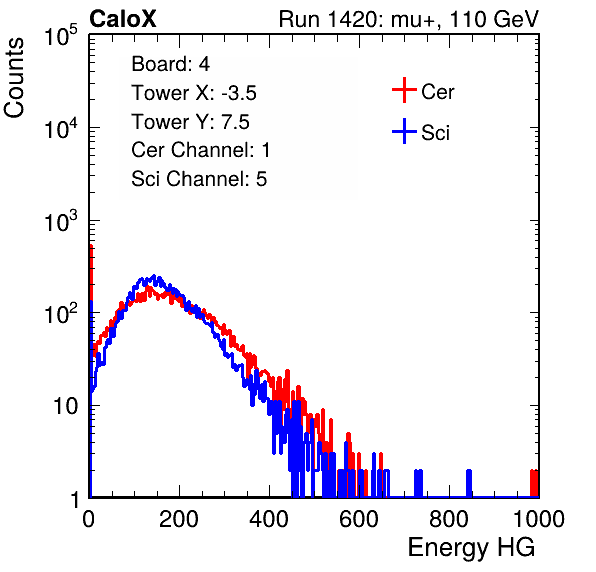 CaloX Run 1420: mu+, 110 GeV
Counts
Board: 4
Tower X: -3.5
Tower Y: 7.5
Cer Channel: 1
Sci Channel: 5
Cer
Sci
10^5
10^4
10^3
10^2
10
1
0 200 400 600 800 1000
Energy HG